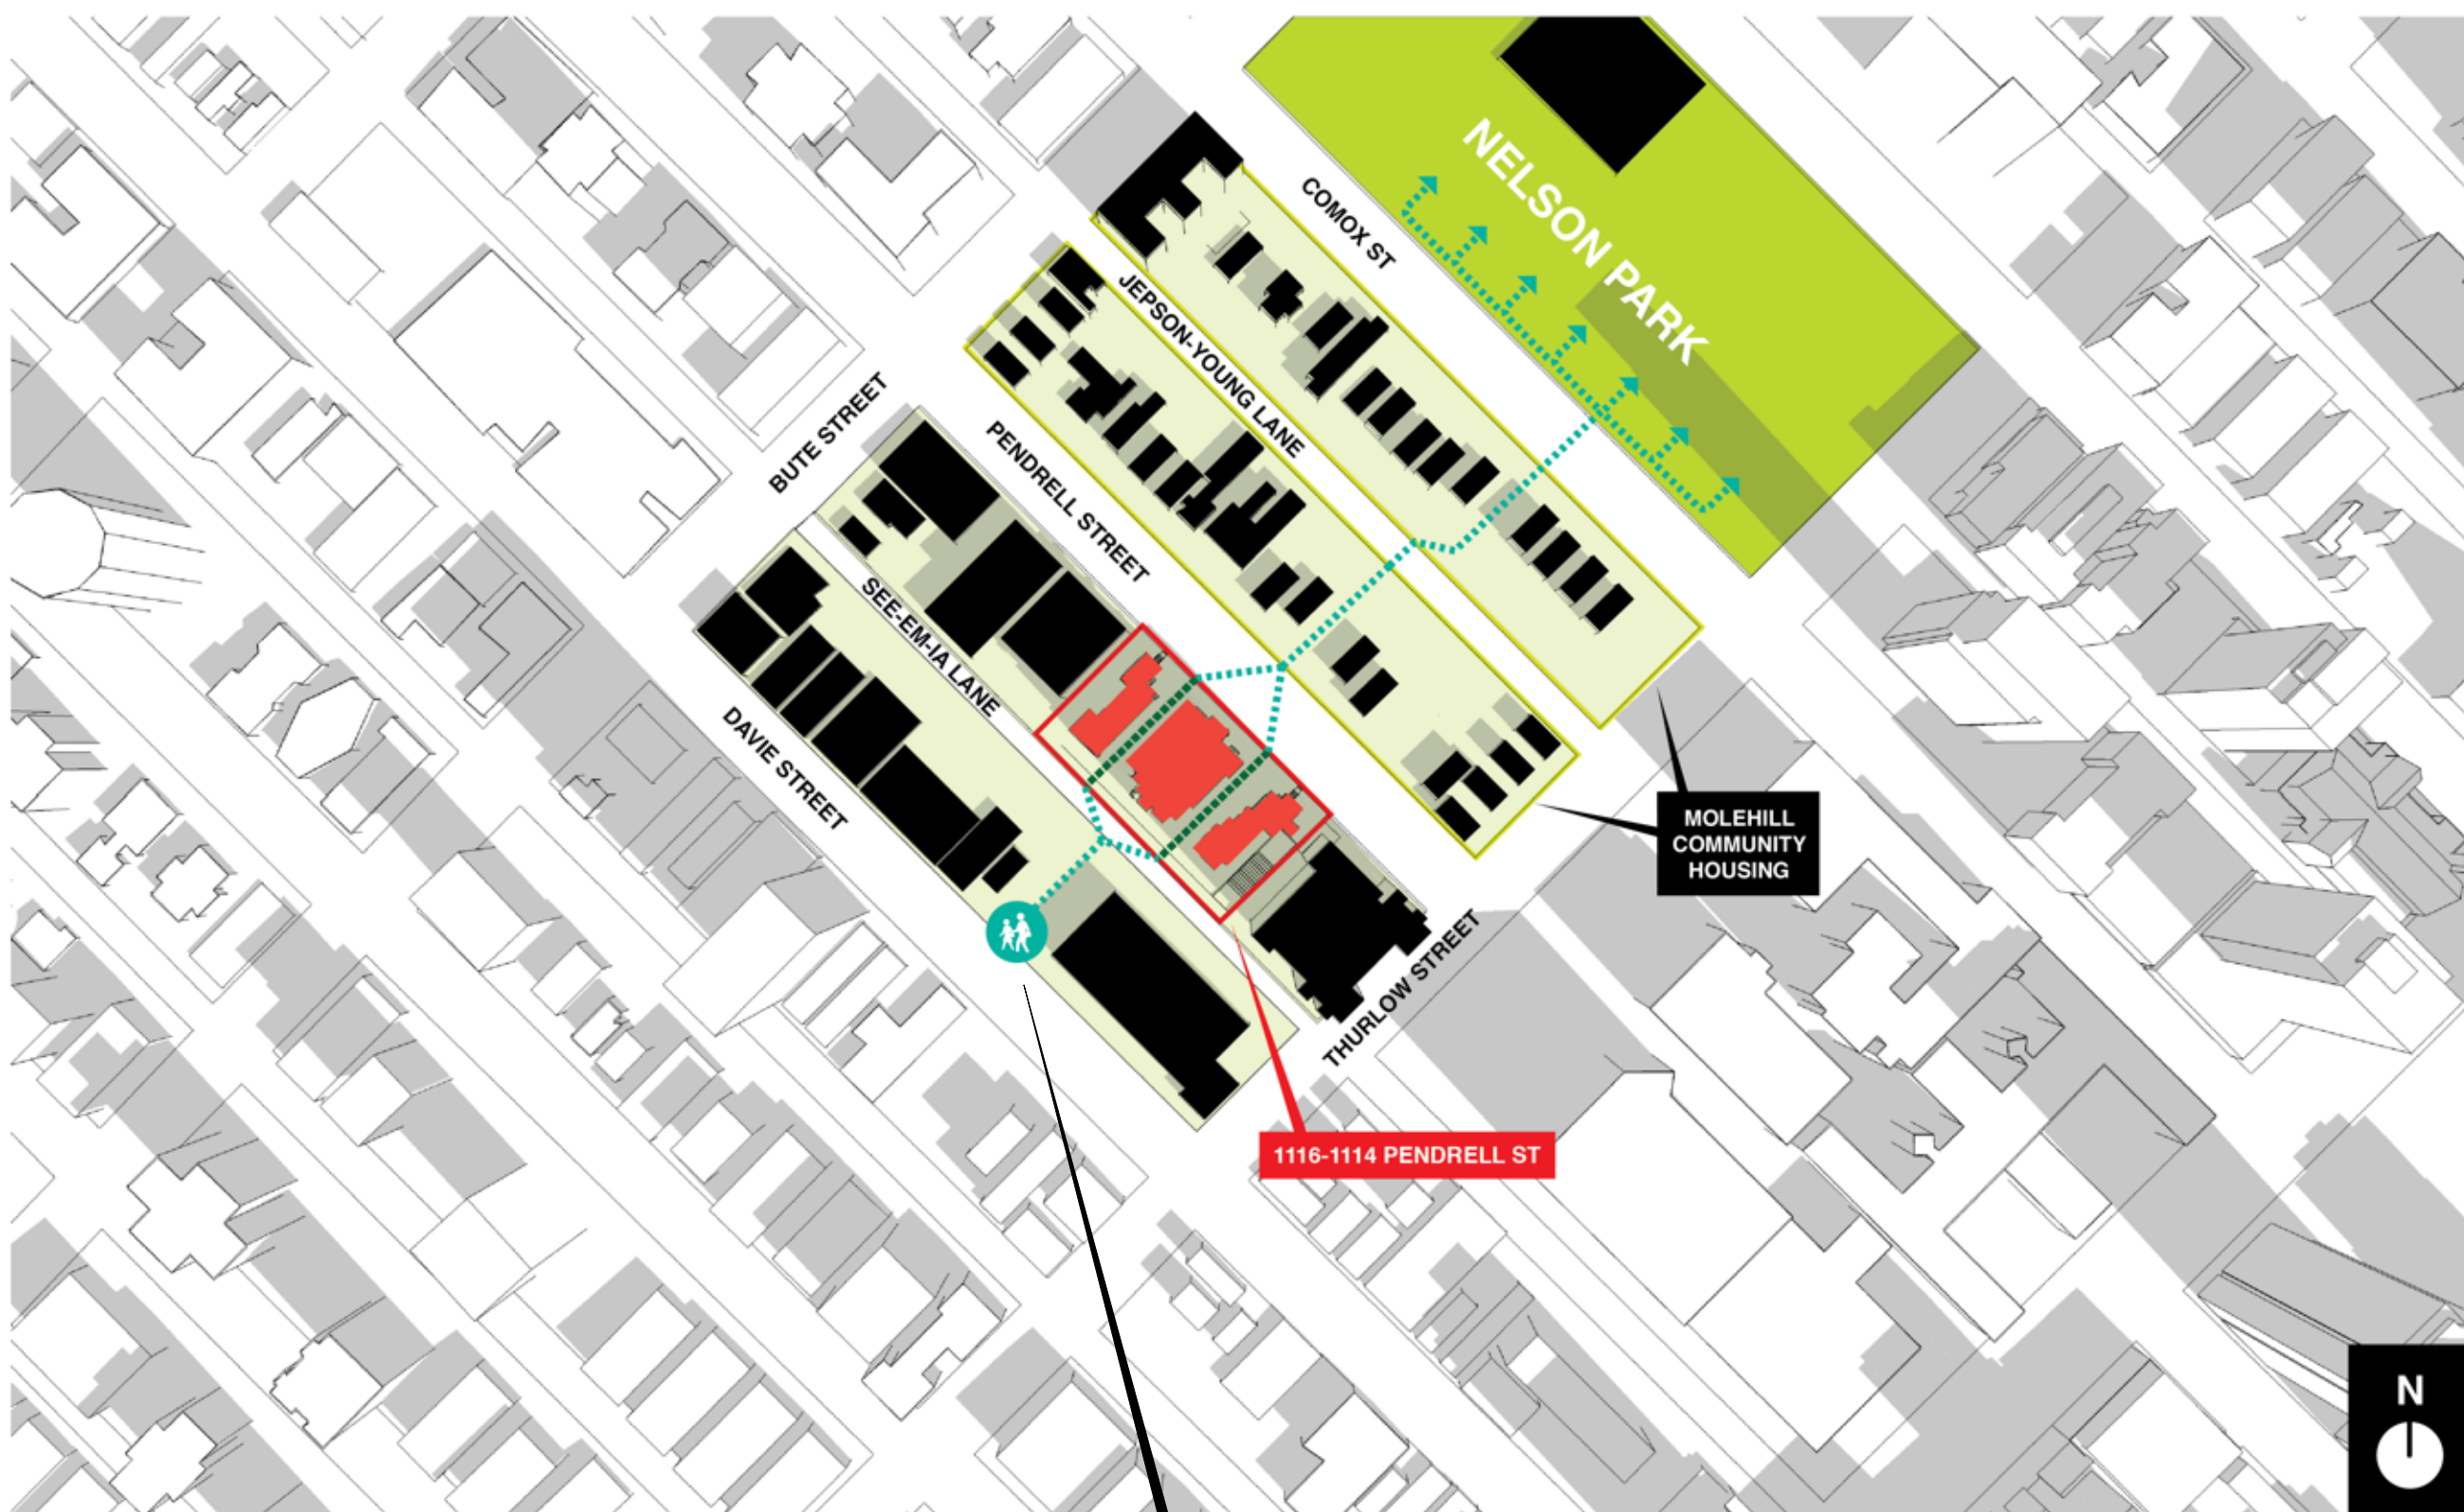 NELSON PARK
COMOX ST
JEPSON-YOUNG LANE
BUTE STREET
PENDRELL STREET
SEE-EM-IA LANE
DAVIE STREET
MOLEHILL
COMMUNITY
HOUSING
THURLOW STREET
1116-1114 PENDRELL ST
N